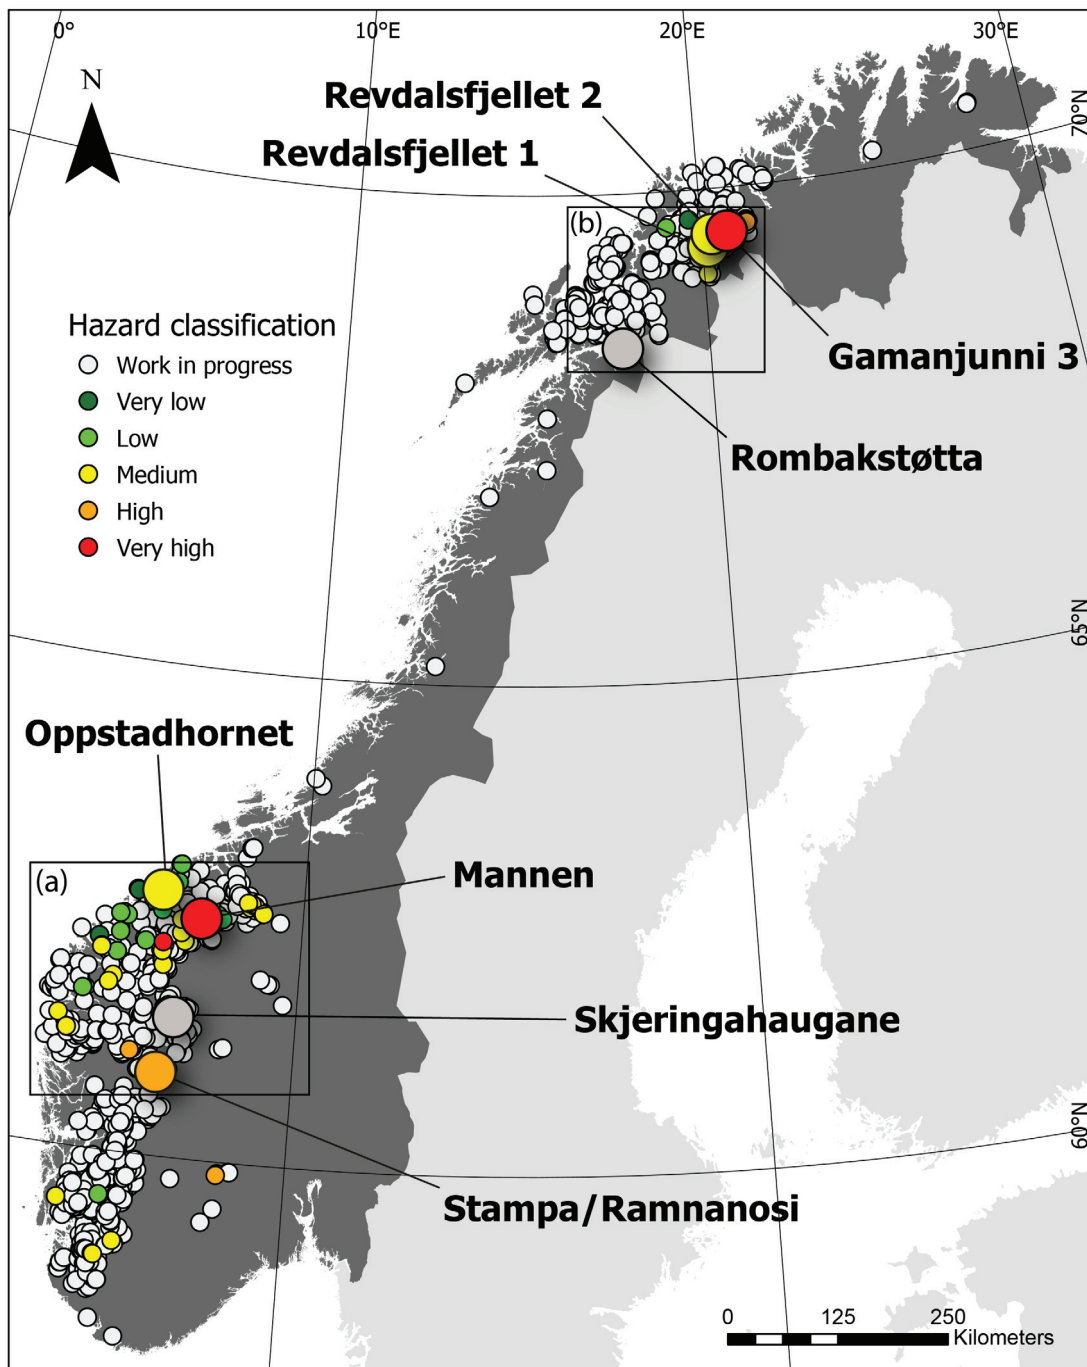 0°
10°E
20°E
30°E
N
70°N
Revdalsfjellet 2
Revdalsfjellet 1
(b)
Hazard classification
Work in progress
Very low
Low
Medium
High
Very high
Gamanjunni 3
Rombakstøtta
65°N
Oppstadhornet
(a)
Mannen
Skjeringahaugane
60°N
Stampa/Ramnanosi
0 125 250
Kilometers